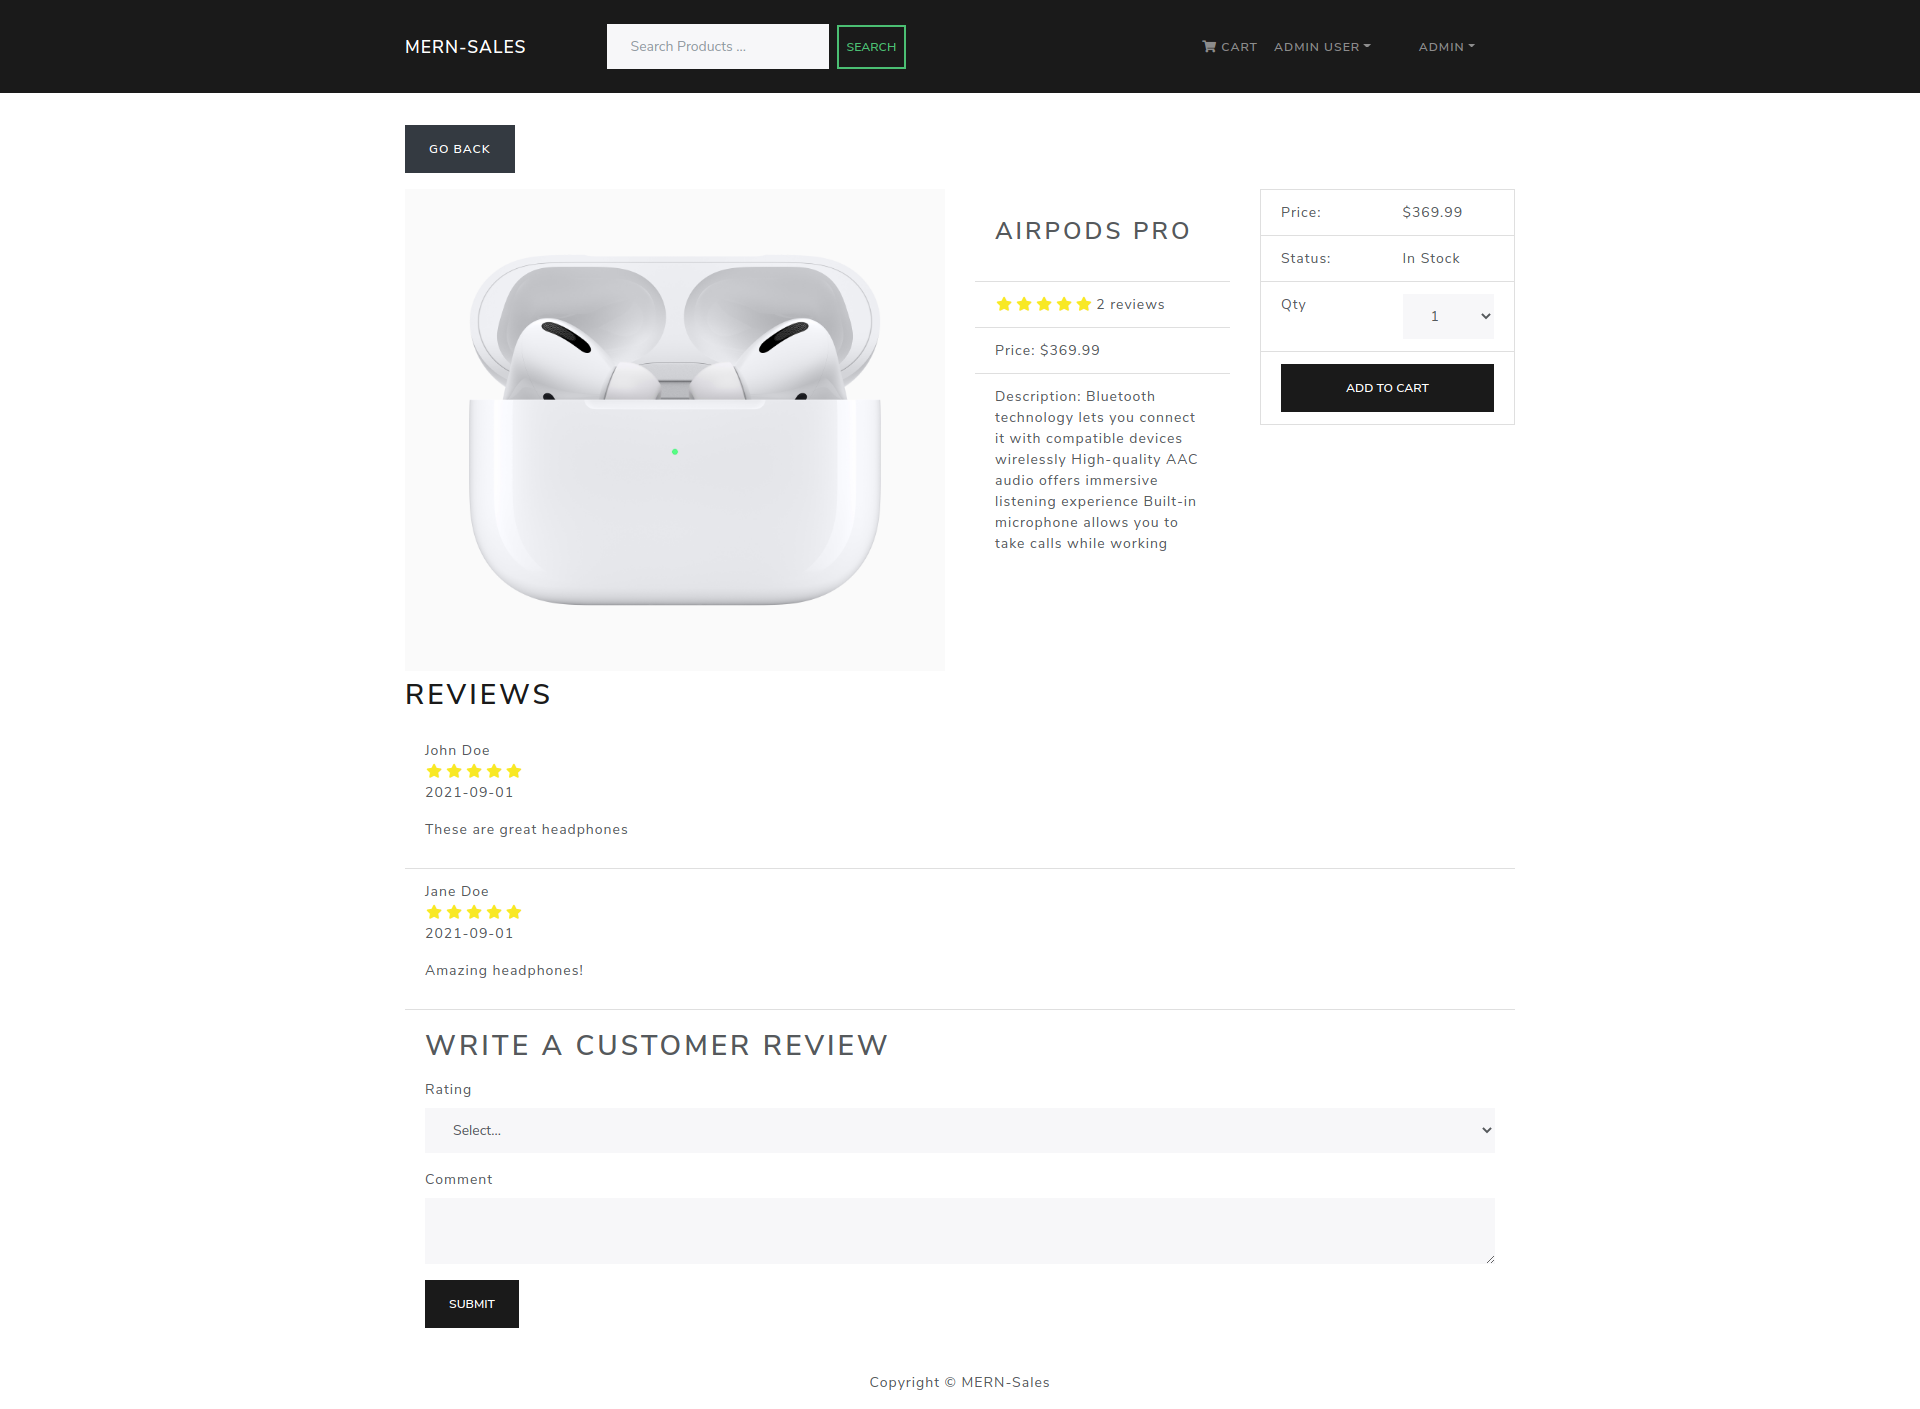 MERN-SALES
Search Products ...
SEARCH
CART
ADMIN USER
ADMIN
GO BACK
AIRPODS PRO
2 reviews
Price: $369.99
Description: Bluetooth
technology lets you connect
it with compatible devices
wirelessly High-quality AAC
audio offers immersive
listening experience Built-in
microphone allows you to
take calls while working
Price: $369.99
Status: In Stock
Qty 1
ADD TO CART
REVIEWS
John Doe
2021-09-01
These are great headphones
Jane Doe
2021-09-01
Amazing headphones!
WRITE A CUSTOMER REVIEW
Rating
Select...
Comment
SUBMIT
Copyright © MERN-Sales